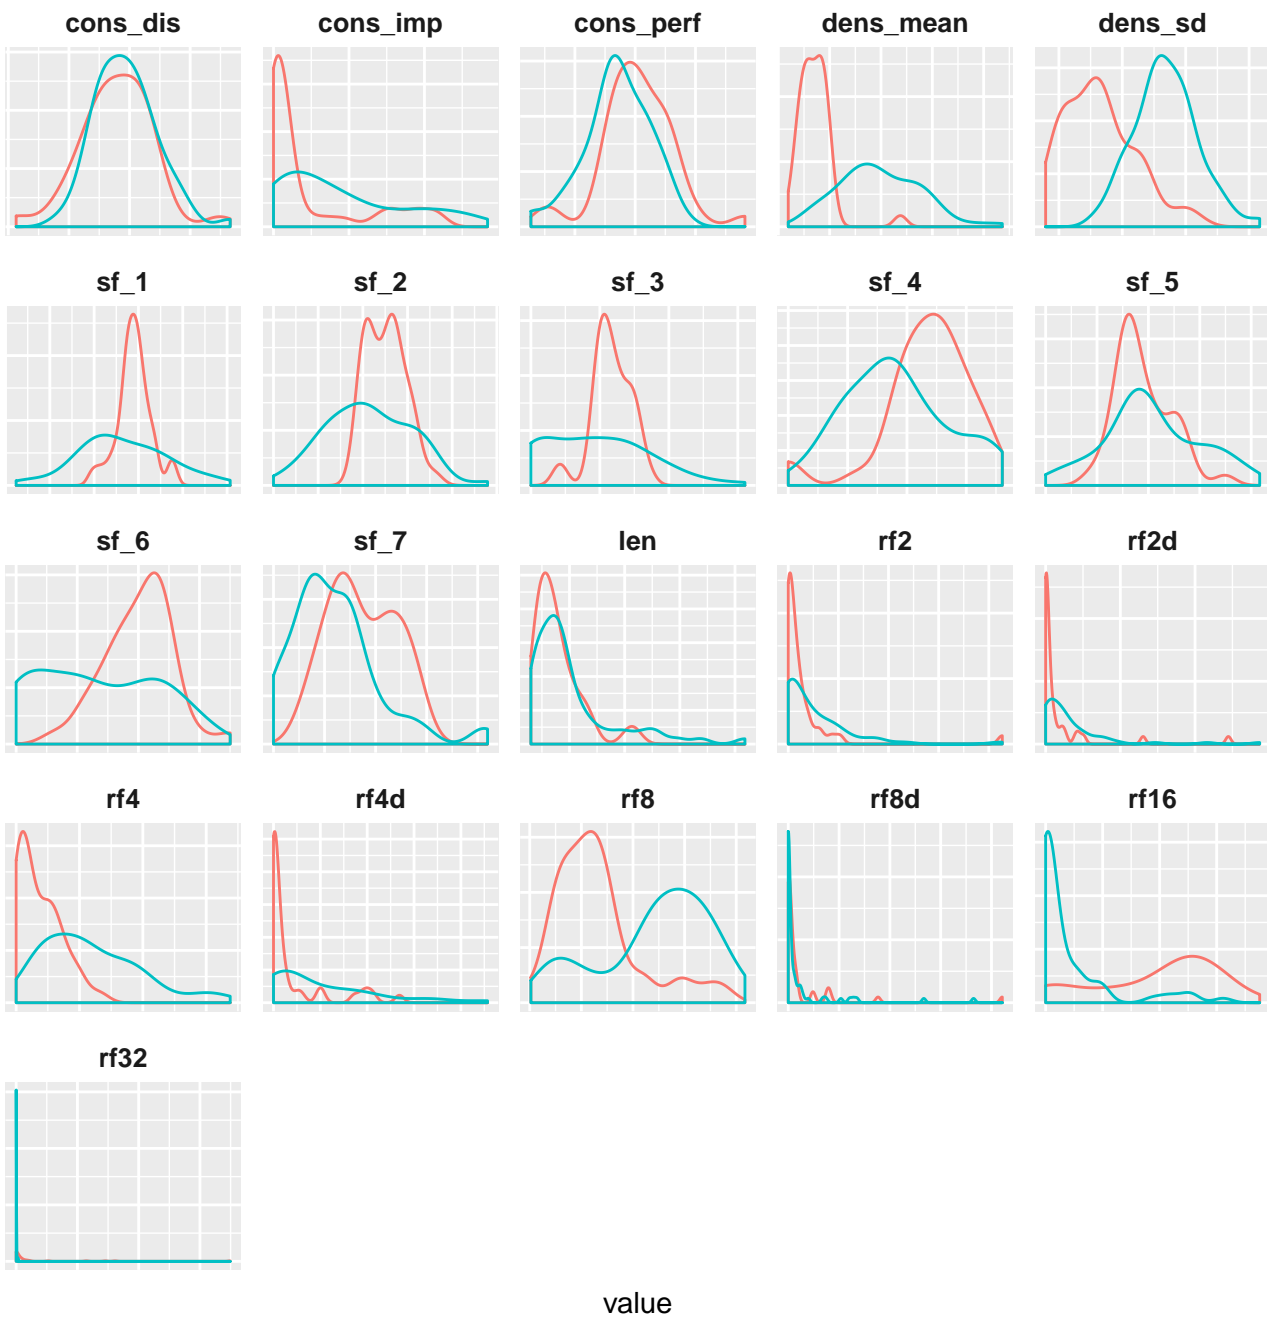 cons_dis cons_imp cons_perf dens_mean dens_sd
sf_1 sf_2 sf_3 sf_4 sf_5
sf_6 sf_7 len rf2 rf2d
rf4 rf4d rf8 rf8d rf16
rf32
value